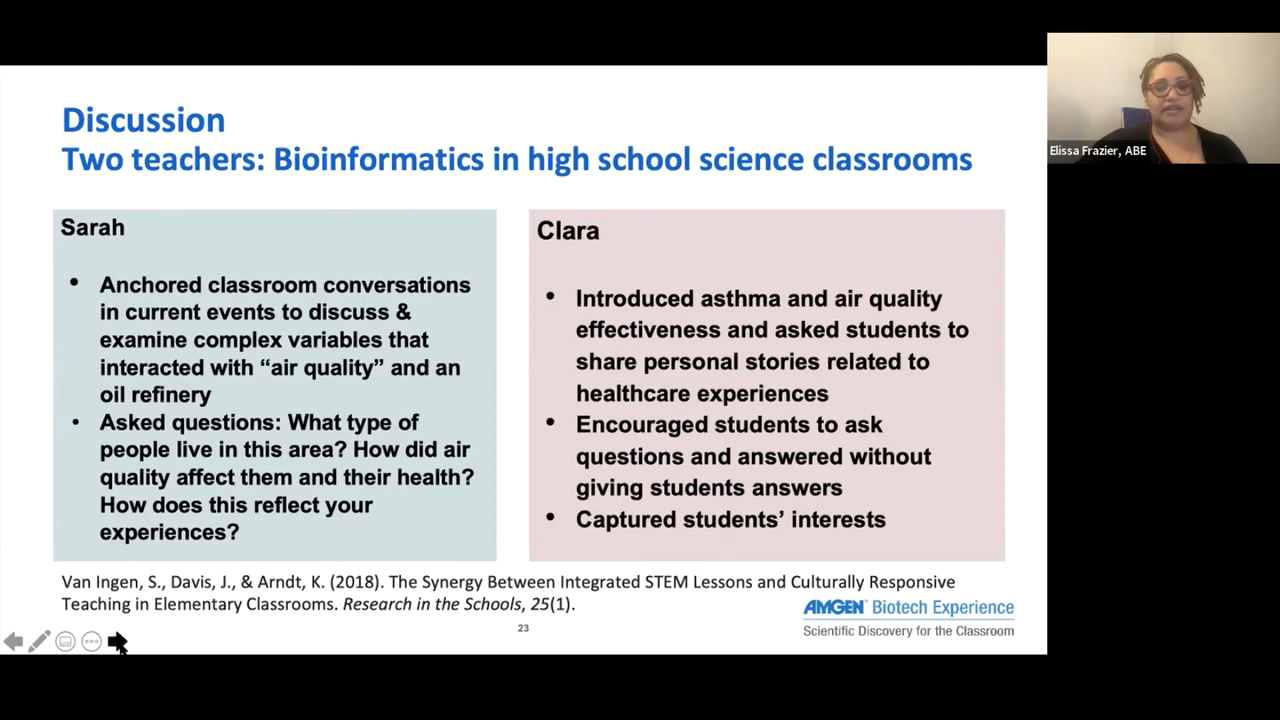 Discussion
Two teachers: Bioinformatics in high school science classrooms
Sarah
• Anchored classroom conversations
in current events to discuss &
examine complex variables that
interacted with “air quality” and an
oil refinery
• Asked questions: What type of
people live in this area? How did air
quality affect them and their health?
How does this reflect your
experiences?
Clara
• Introduced asthma and air quality
effectiveness and asked students to
share personal stories related to
healthcare experiences
• Encouraged students to ask
questions and answered without
giving students answers
• Captured students’ interests
Van Ingen, S., Davis, J., & Arndt, K. (2018). The Synergy Between Integrated STEM Lessons and Culturally Responsive
Teaching in Elementary Classrooms. Research in the Schools, 25(1).
AMGEN Biotech Experience
Scientific Discovery for the Classroom
23
Elissa Frazier, ABE